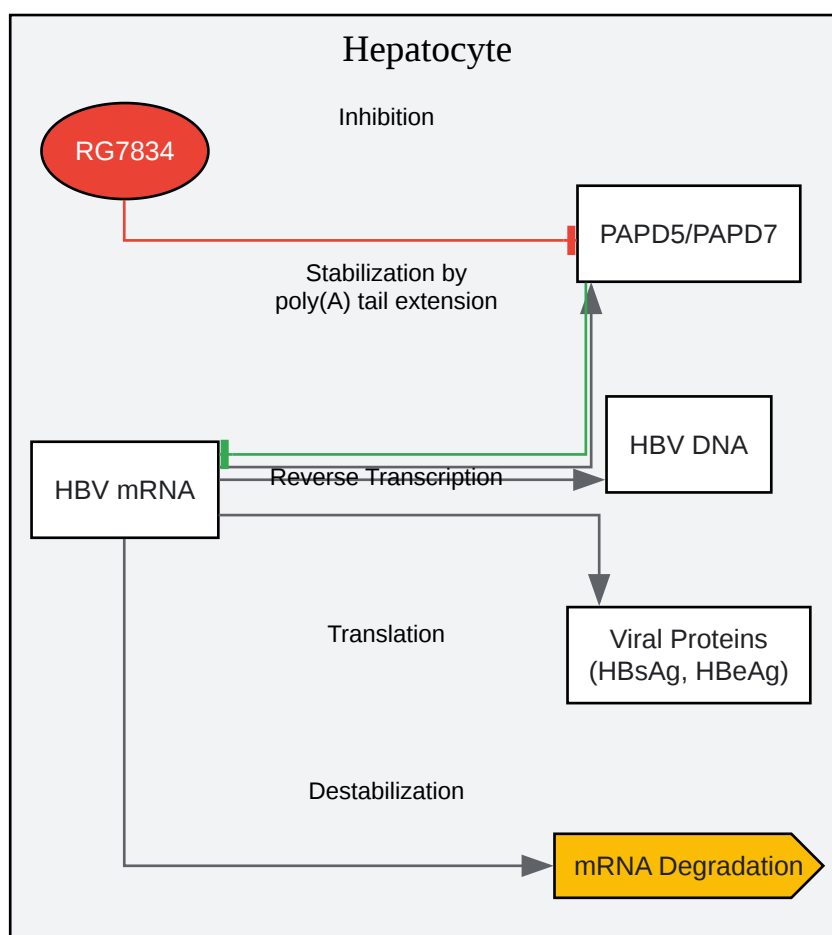 Hepatocyte
Inhibition
RG7834
PAPD5/PAPD7
Stabilization by
poly(A) tail extension
HBV DNA
Reverse Transcription
HBV mRNA
Translation
Viral Proteins
(HBsAg, HBeAg)
Destabilization
mRNA Degradation